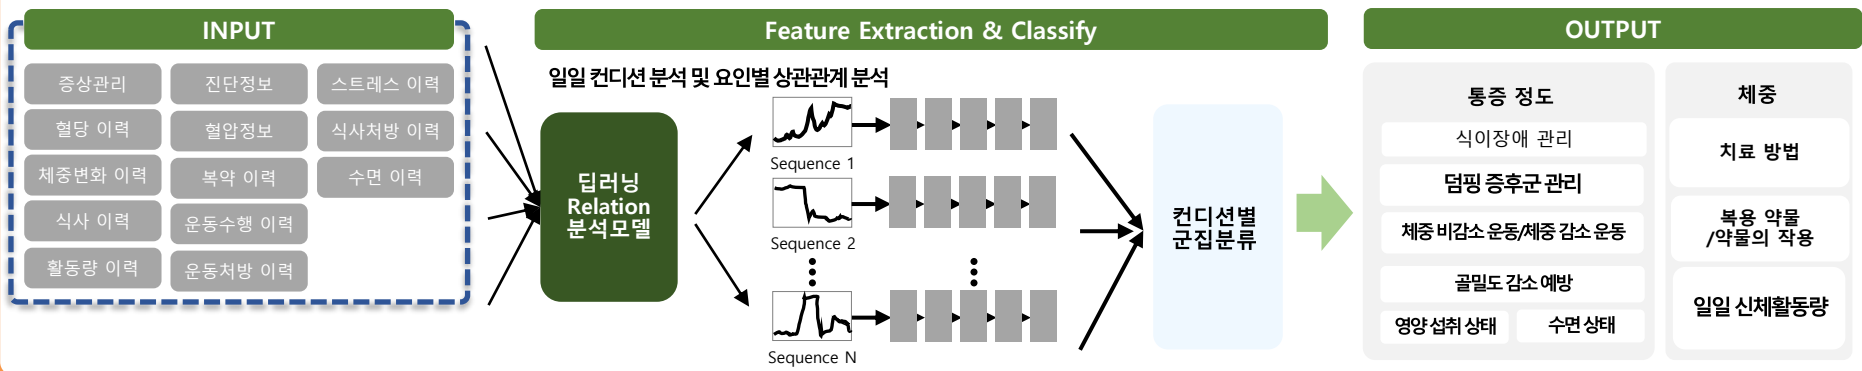 INPUT
증상관리
진단정보
스트레스 이력
혈당 이력
혈압정보
식사처방 이력
체중변화 이력
복약 이력
수면 이력
식사 이력
운동수행 이력
활동량 이력
운동처방 이력
Feature Extraction & Classify
일일 컨디션 분석 및 요인별 상관관계 분석
딥러닝
Relation
분석모델
Sequence 1
Sequence 2
Sequence N
컨디션별
군집분류
OUTPUT
통증 정도
식이장애 관리
덤핑 증후군 관리
체중 비감소 운동/체중 감소 운동
골밀도 감소 예방
영양 섭취 상태
수면 상태
체중
치료 방법
복용 약물
/약물의 작용
일일 신체활동량